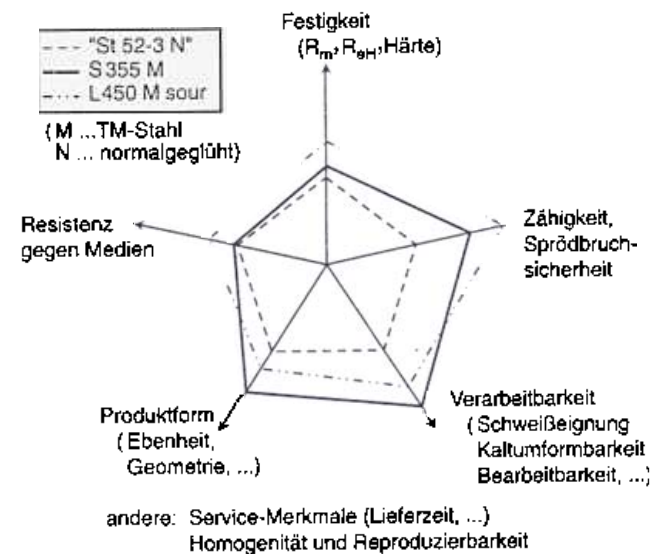 Festigkeit
(Rm,ReH,Härte)
"St 52-3 N"
S 355 M
L450 M sour
(M ...TM-Stahl
N ... normalgeglüht)
Resistenz
gegen Medien
Zähigkeit,
Sprödbruch-
sicherheit
Produktform
(Ebenheit,
Geometrie, ...)
Verarbeitbarkeit
(Schweißeignung
Kaltumformbarkeit
Bearbeitbarkeit, ...)
andere: Service-Merkmale (Lieferzeit, ...)
Homogenität und Reproduzierbarkeit